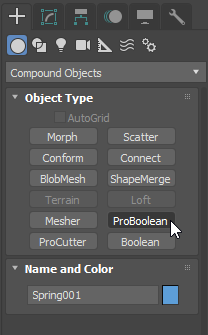 Compound Objects
Object Type
AutoGrid
Morph Scatter
Conform Connect
BlobMesh ShapeMerge
Terrain Loft
Mesher ProBoolean
ProCutter Boolean
Name and Color
Spring001